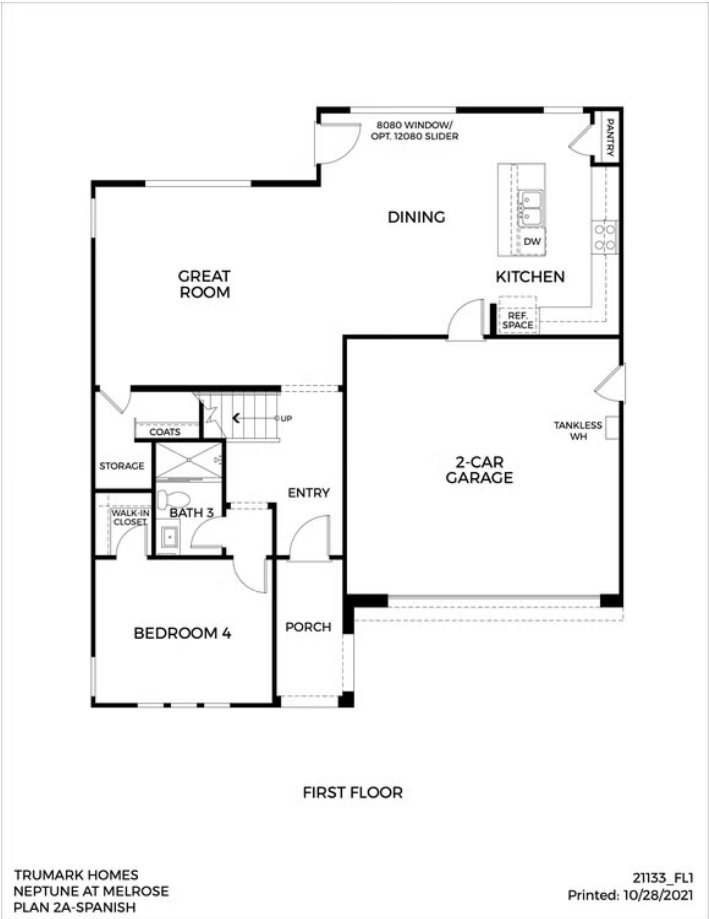 8080 WINDOW/
OPT. 12080 SLIDER
PANTRY
DINING
DW
KITCHEN
GREAT
ROOM
REF.
SPACE
UP
COATS
TANKLESS
WH
STORAGE
2-CAR
GARAGE
ENTRY
WALK-IN
CLOSET
BATH 3
BEDROOM 4
PORCH
FIRST FLOOR
TRUMARK HOMES
NEPTUNE AT MELROSE
PLAN 2A-SPANISH
21133_FL1
Printed: 10/28/2021